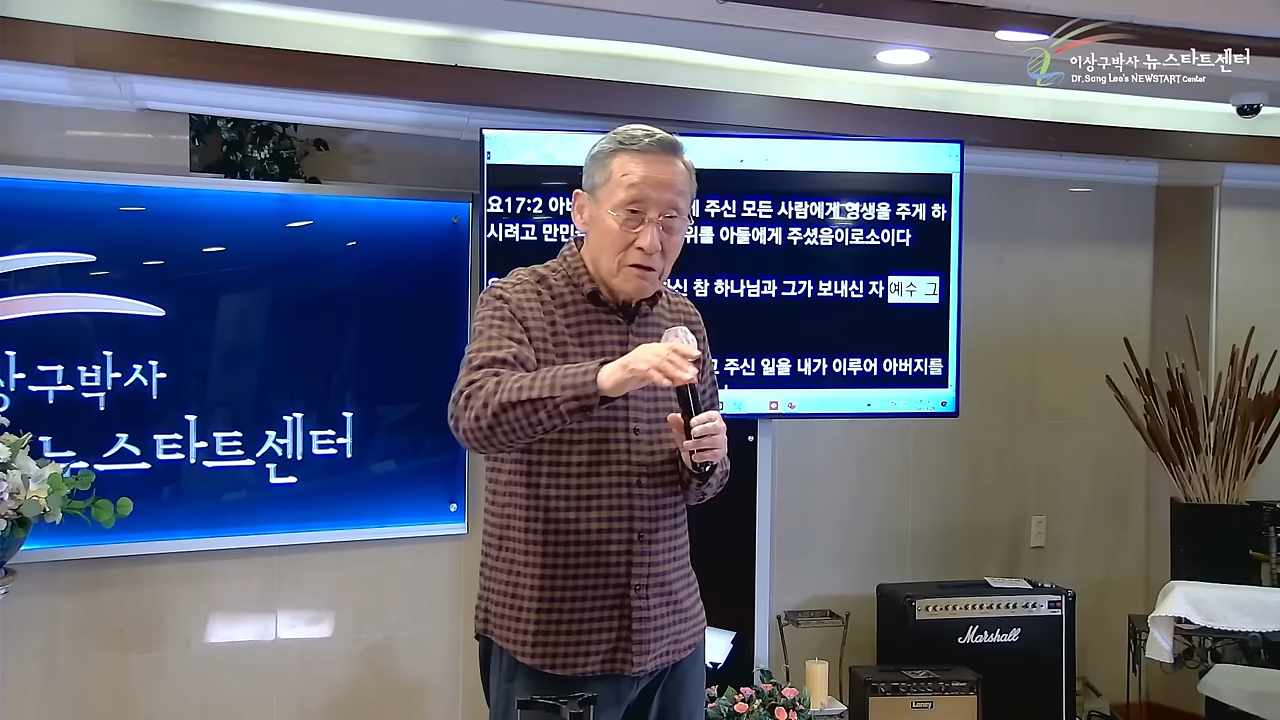 이상구박사 뉴스타트센터
Dr. Sang Lee's NEWSTART Center
요17:2 아버 주신 모든 사람에게 영생을 주게 하
시려고 만민 위를 아들에게 주셨음이로소이다
신 참 하나님과 그가 보내신 자 예수 그
주신 일을 내가 이루어 아버지를
상구박사
뉴스타트센터
Marshall
Laney